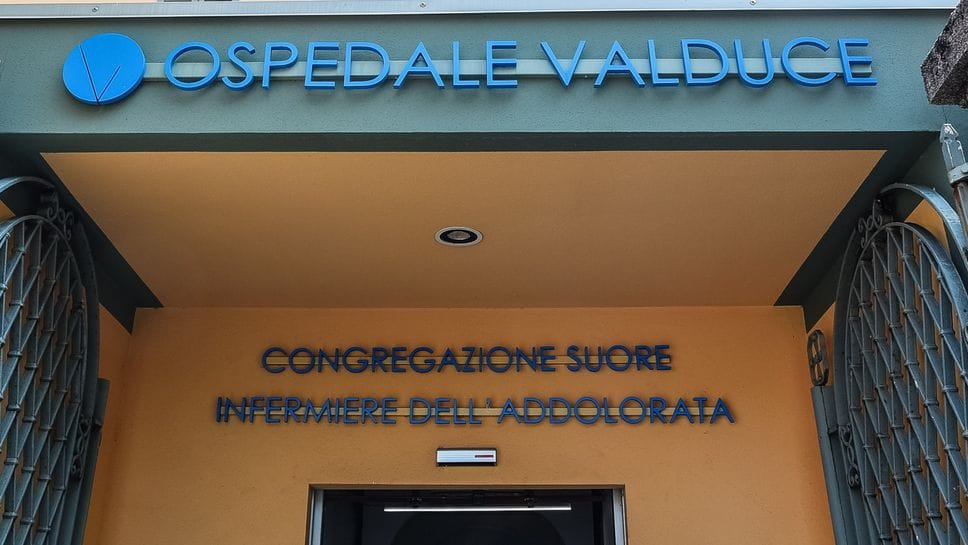 OSPEDALE VALDUCE
CONGREGAZIONE SUORE
INFERMIERE DELL'ADDOLORATA